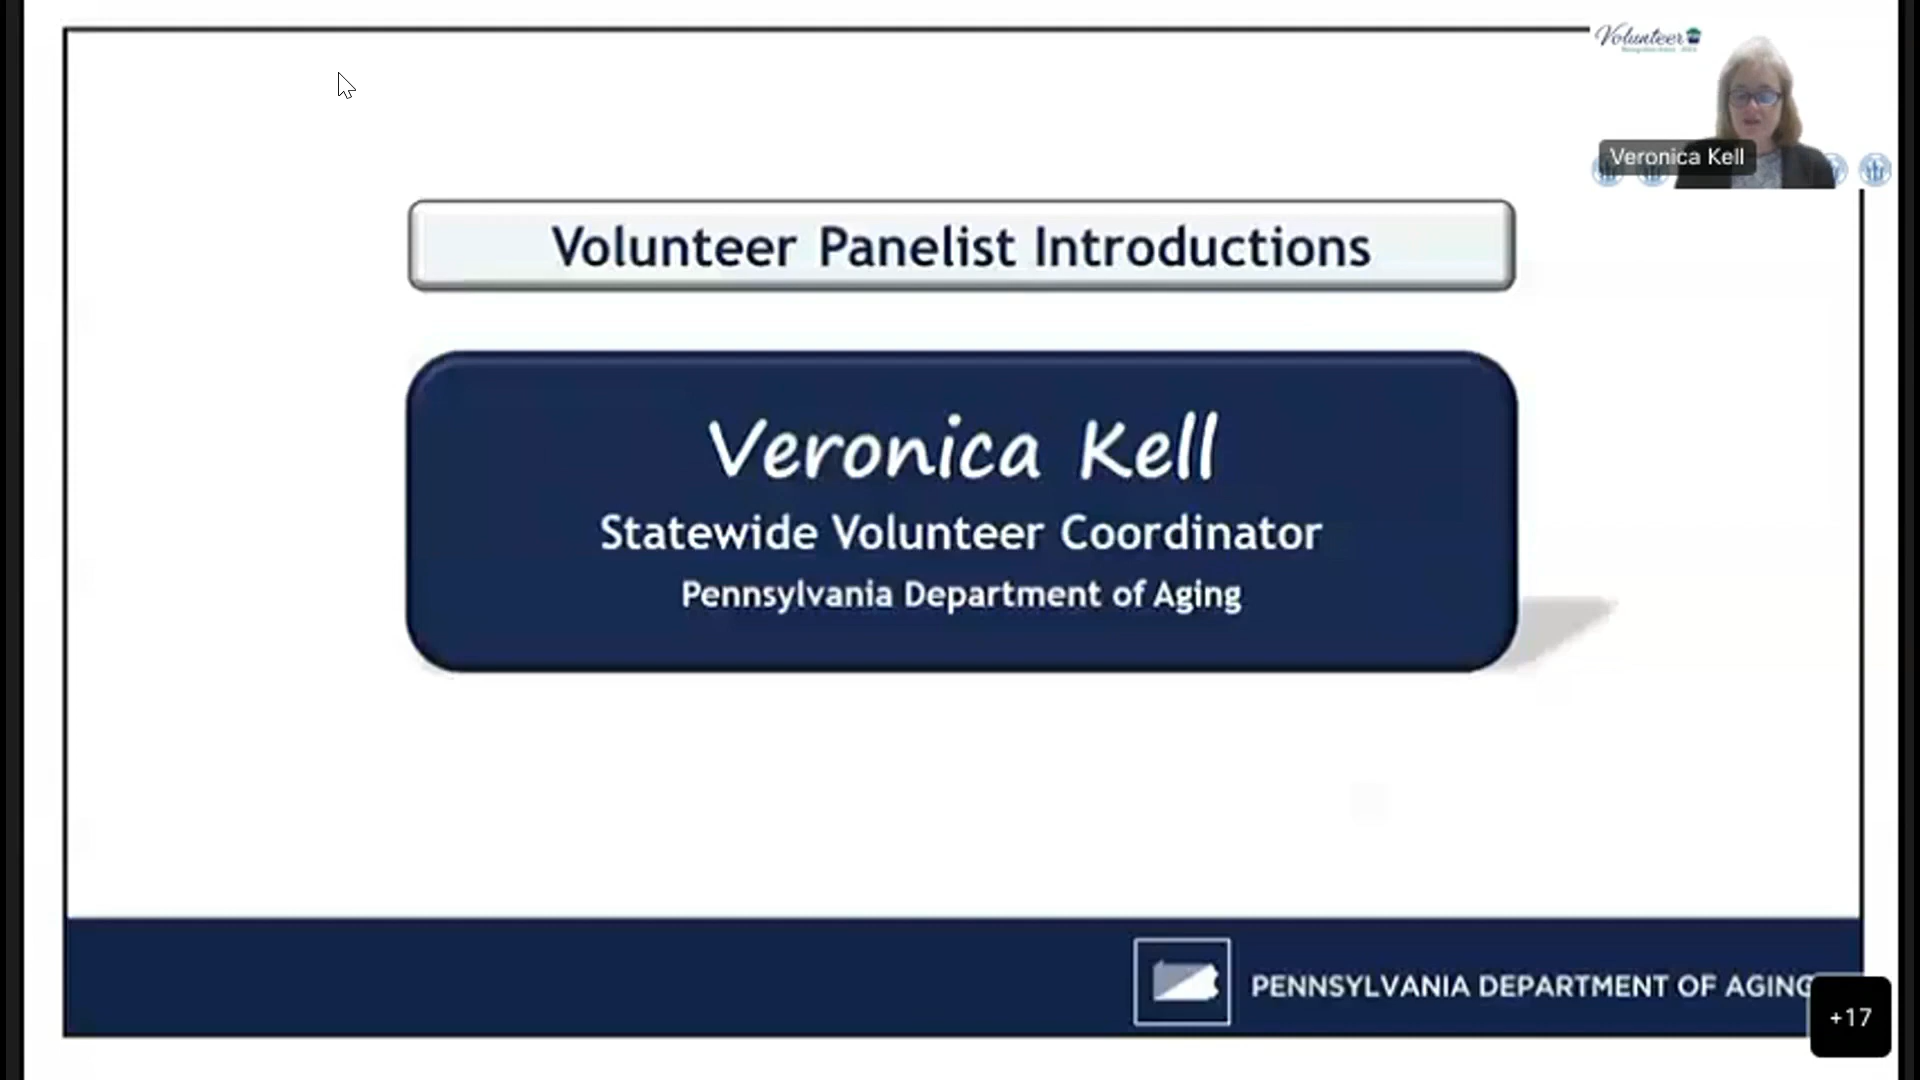 Volunteer
Veronica Kell
Volunteer Panelist Introductions
Veronica Kell
Statewide Volunteer Coordinator
Pennsylvania Department of Aging
PENNSYLVANIA DEPARTMENT OF AGING
+17